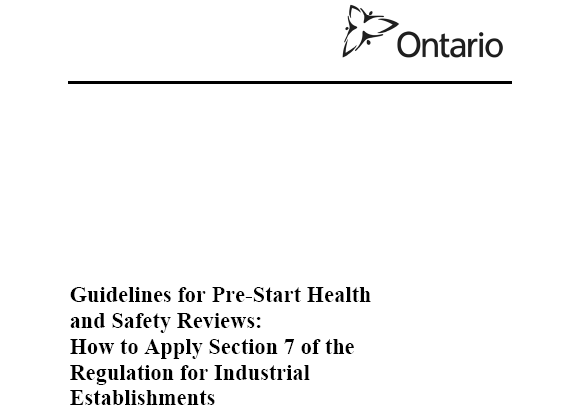 Ontario
Guidelines for Pre-Start Health
and Safety Reviews:
How to Apply Section 7 of the
Regulation for Industrial
Establishments